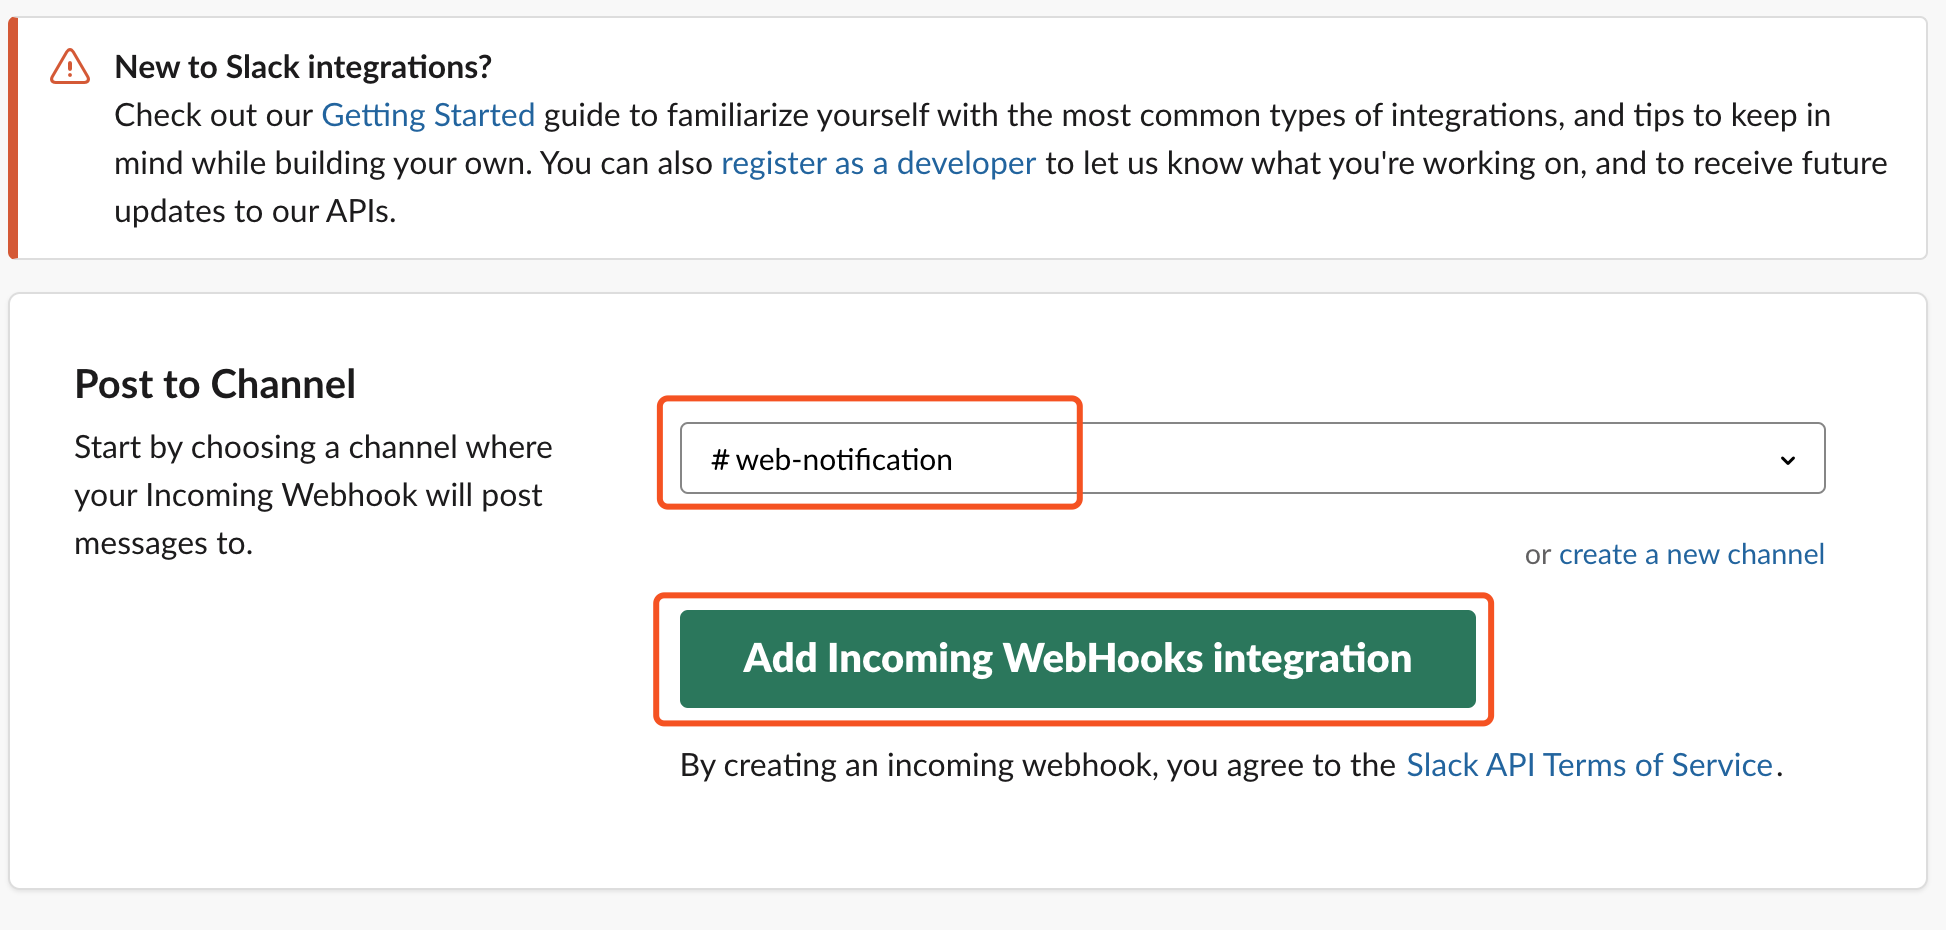 New to Slack integrations?
Check out our Getting Started guide to familiarize yourself with the most common types of integrations, and tips to keep in
mind while building your own. You can also register as a developer to let us know what you're working on, and to receive future
updates to our APIs.
Post to Channel
Start by choosing a channel where
your Incoming Webhook will post
messages to.
# web-notification
or create a new channel
Add Incoming WebHooks integration
By creating an incoming webhook, you agree to the Slack API Terms of Service.